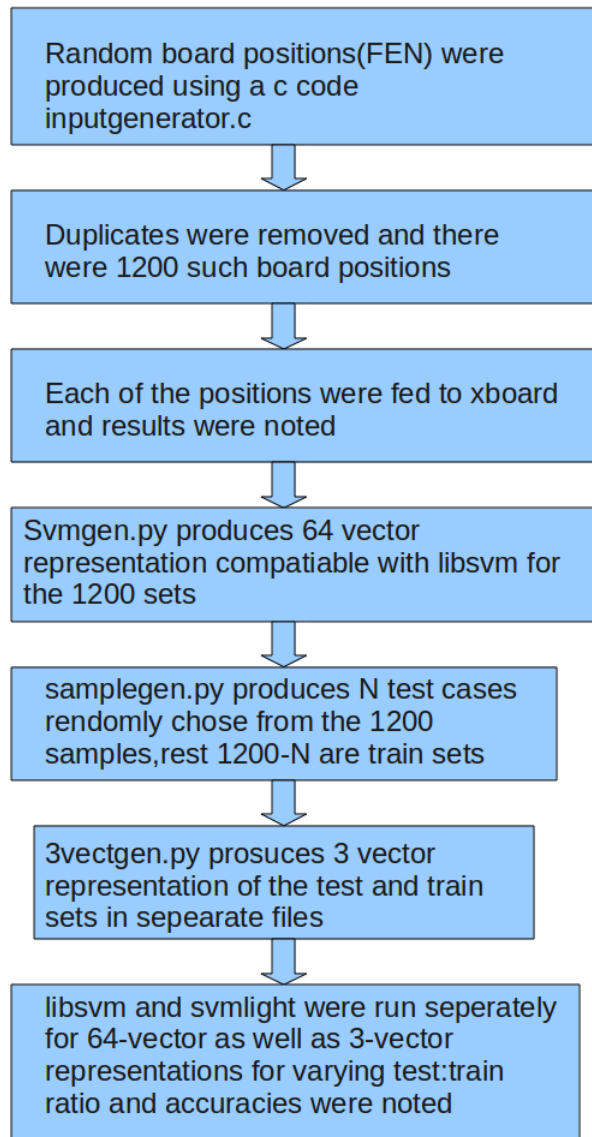 Random board positions(FEN) were
produced using a c code
inputgenerator.c
Duplicates were removed and there
were 1200 such board positions
Each of the positions were fed to xboard
and results were noted
Svmgen.py produces 64 vector
representation compatiable with libsvm for
the 1200 sets
samplegen.py produces N test cases
rendomly chose from the 1200
samples,rest 1200-N are train sets
3vectgen.py prosuces 3 vector
representation of the test and train
sets in sepearate files
libsvm and svmlight were run seperately
for 64-vector as well as 3-vector
representations for varying test:train
ratio and accuracies were noted